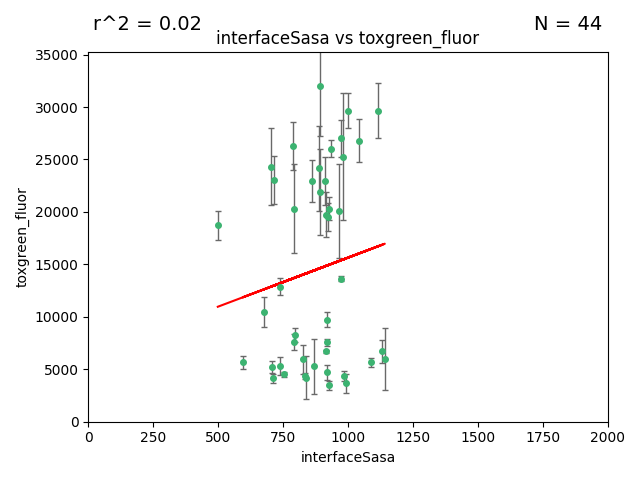 r^2 = 0.02
N = 44
interfaceSasa vs toxgreen_fluor
35000
30000
25000
20000
15000
10000
5000
0
toxgreen_fluor
0 250 500 750 1000 1250 1500 1750 2000
interfaceSasa